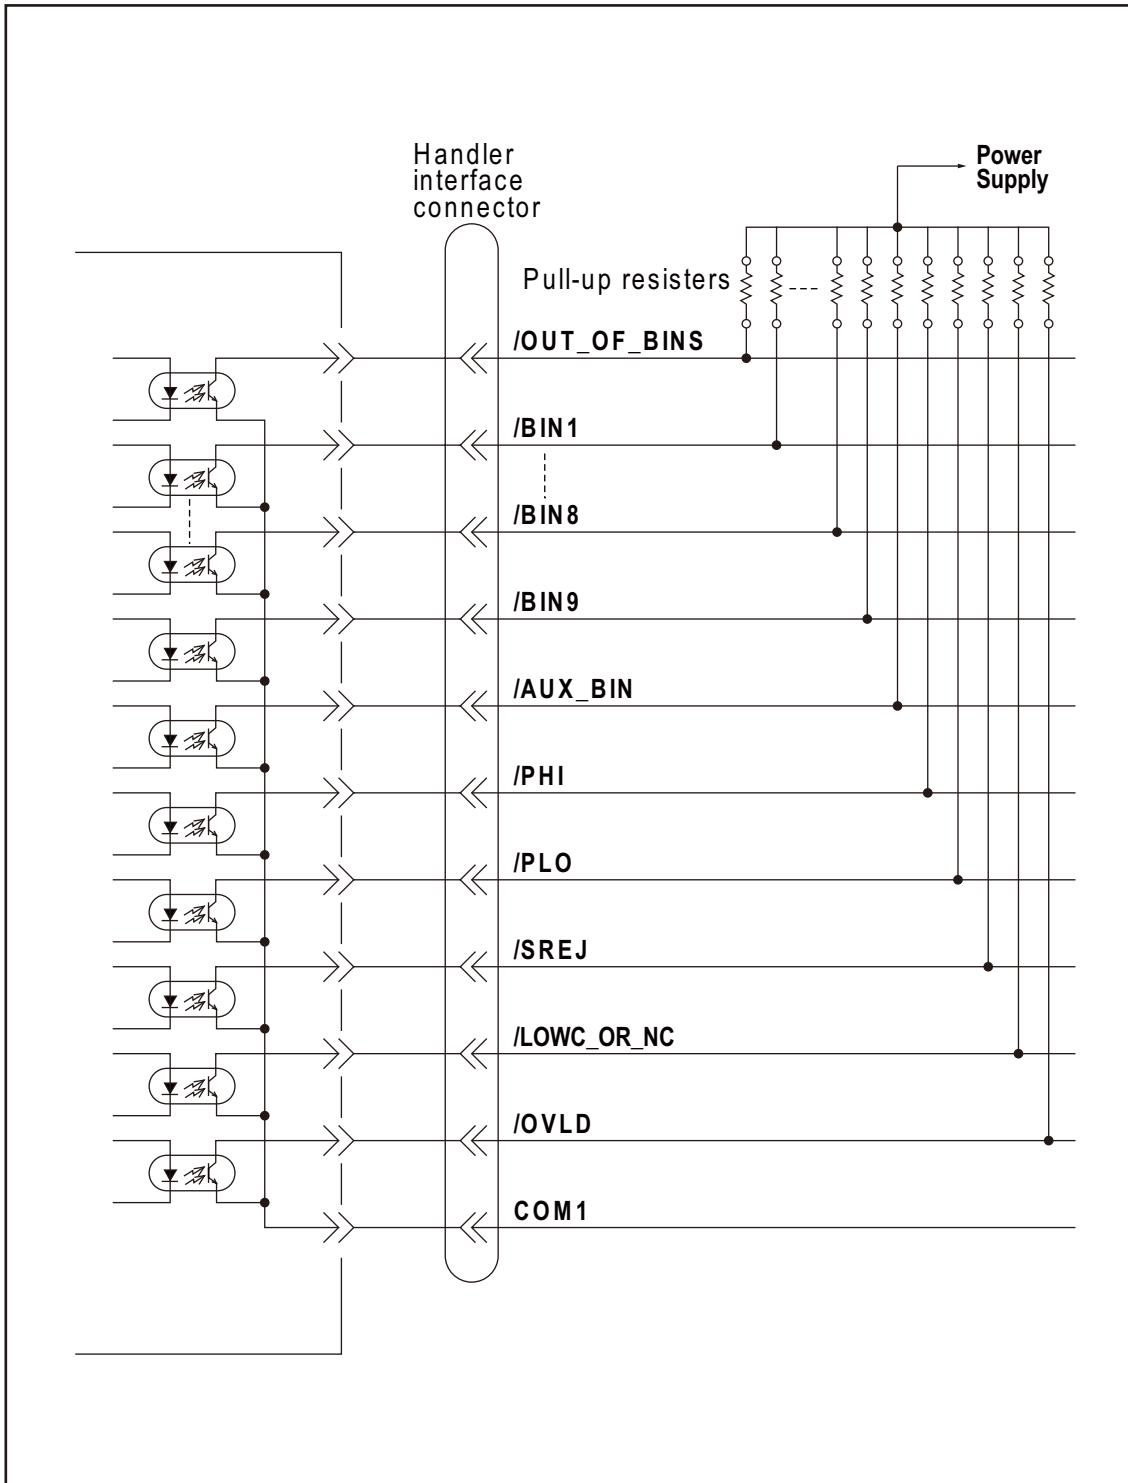 Handler
interface
connector
Power
Supply
Pull-up resisters
/OUT_OF_BINS
/BIN1
/BIN8
/BIN9
/AUX_BIN
/PHI
/PLO
/SREJ
/LOWC_OR_NC
/OVLD
COM1